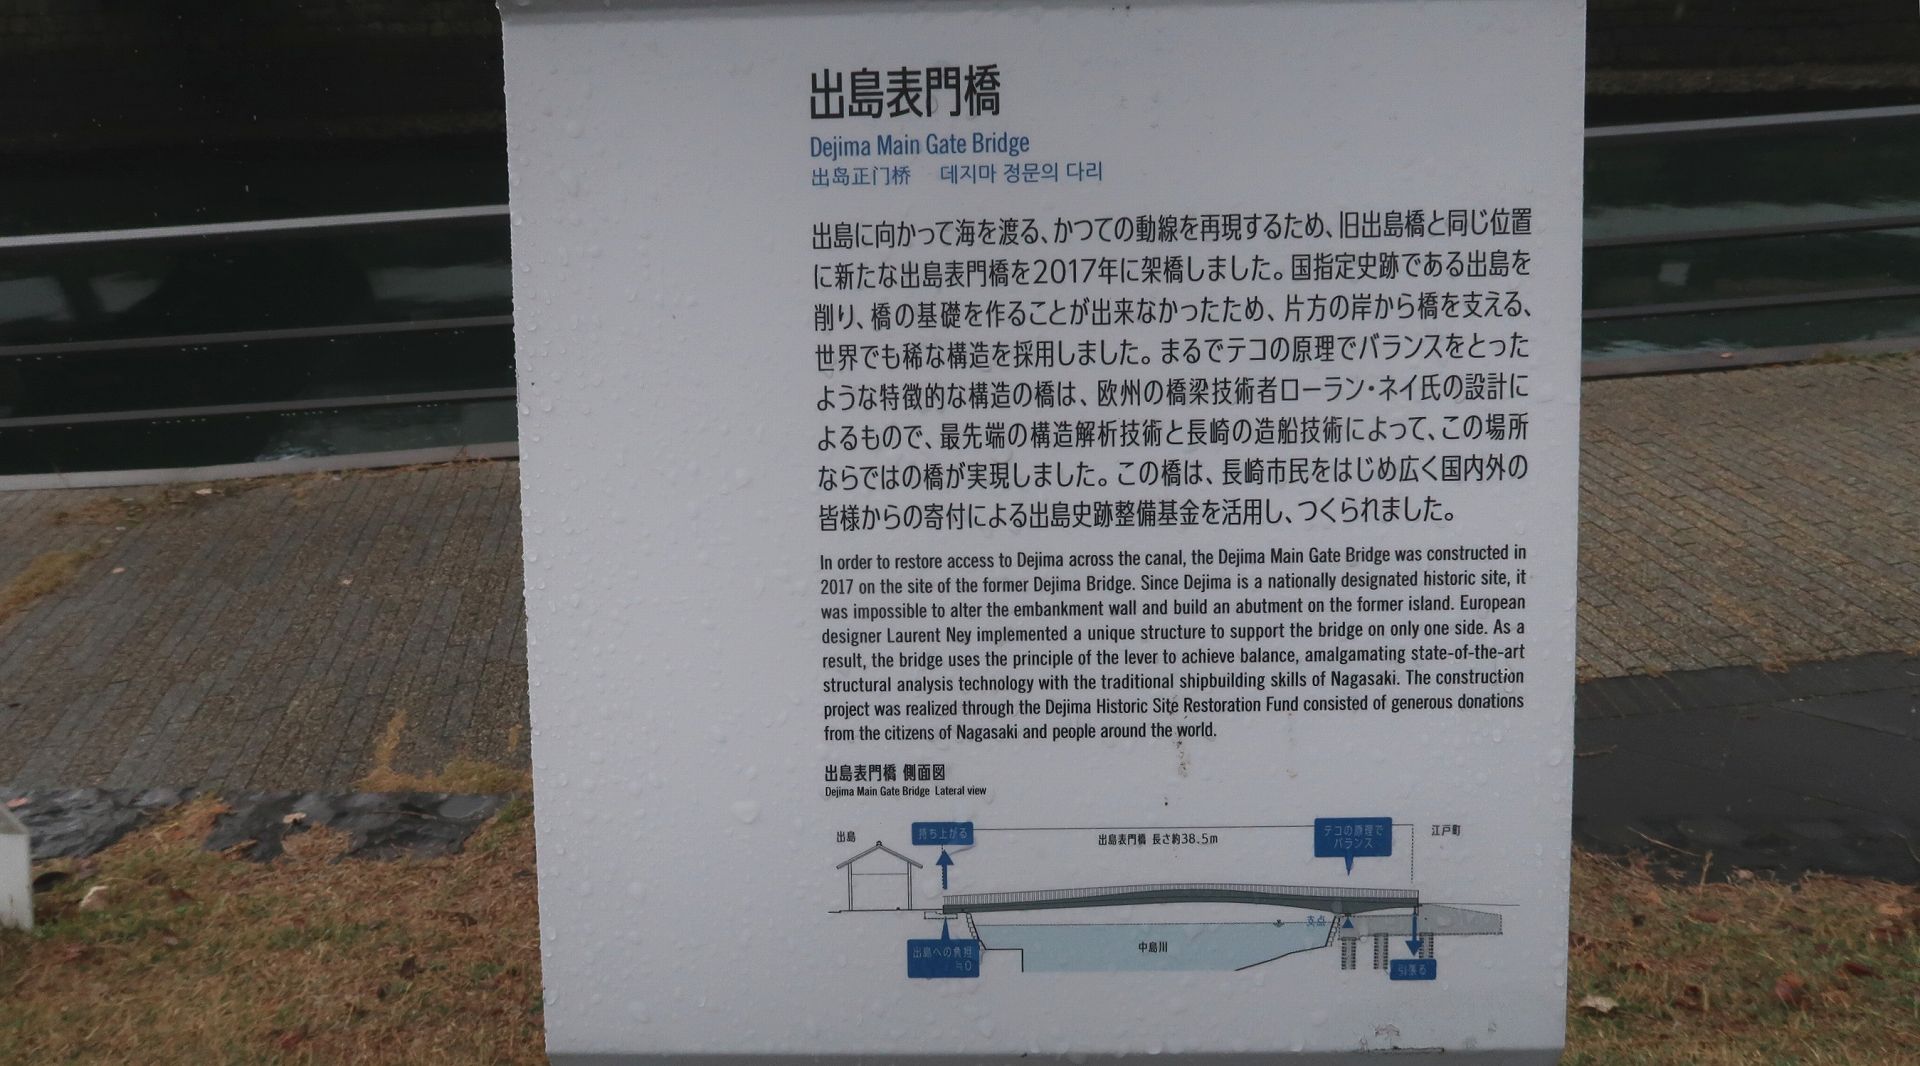 出島表門橋
Dejima Main Gate Bridge
出岛正门桥 데지마 정문의 다리
出島に向かって海を渡る、かつての動線を再現するため、旧出島橋と同じ位置
に新たな出島表門橋を2017年に架橋しました。国指定史跡である出島を
削り、橋の基礎を作ることが出来なかったため、片方の岸から橋を支える、
世界でも稀な構造を採用しました。まるでテコの原理でバランスをとった
ような特徴的な構造の橋は、欧州の橋梁技術者ローラン・ネイ氏の設計に
よるもので、最先端の構造解析技術と長崎の造船技術によって、この場所
ならではの橋が実現しました。この橋は、長崎市民をはじめ広く国内外の
皆様からの寄付による出島史跡整備基金を活用し、つくられました。
In order to restore access to Dejima across the canal, the Dejima Main Gate Bridge was constructed in
2017 on the site of the former Dejima Bridge. Since Dejima is a nationally designated historic site, it
was impossible to alter the embankment wall and build an abutment on the former island. European
designer Laurent Ney implemented a unique structure to support the bridge on only one side. As a
result, the bridge uses the principle of the lever to achieve balance, amalgamating state-of-the-art
structural analysis technology with the traditional shipbuilding skills of Nagasaki. The construction
project was realized through the Dejima Historic Site Restoration Fund consisted of generous donations
from the citizens of Nagasaki and people around the world.
出島表門橋 側面図
Dejima Main Gate Bridge Lateral view
出島
持ち上がる
出島表門橋 長さ約38.5m
テコの原理で
バランス
江戸町
支点
出島への負担
≒0
中島川
引張る